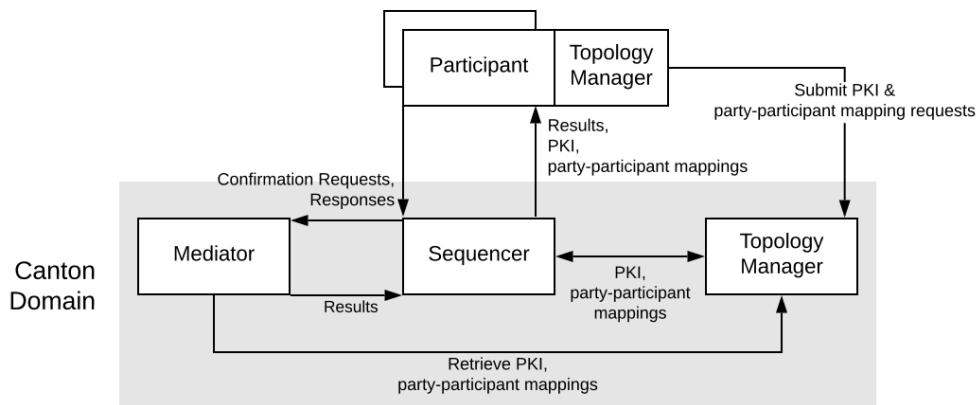 Participant
Topology
Manager
Submit PKI &
party-participant mapping requests
Results,
PKI,
party-participant mappings
Confirmation Requests,
Responses
Canton
Domain
Mediator
Sequencer
Topology
Manager
Results
PKI,
party-participant
mappings
Retrieve PKI,
party-participant mappings